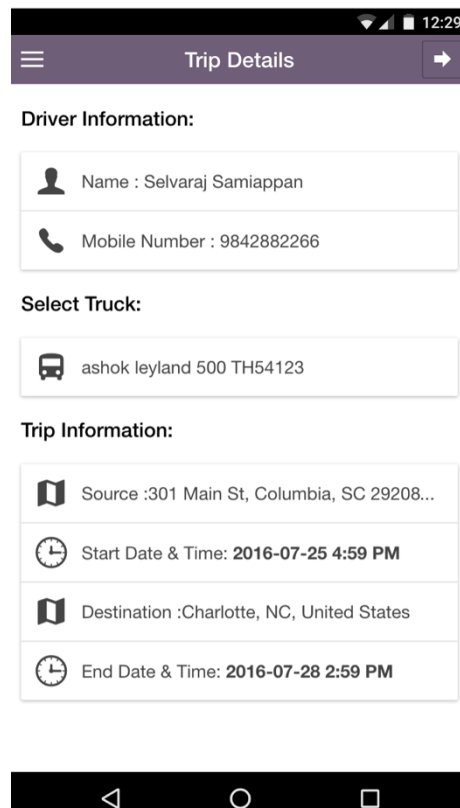 12:29
Trip Details
Driver Information:
Name : Selvaraj Samiappan
Mobile Number : 9842882266
Select Truck:
ashok leyland 500 TH54123
Trip Information:
Source :301 Main St, Columbia, SC 29208...
Start Date & Time: 2016-07-25 4:59 PM
Destination :Charlotte, NC, United States
End Date & Time: 2016-07-28 2:59 PM